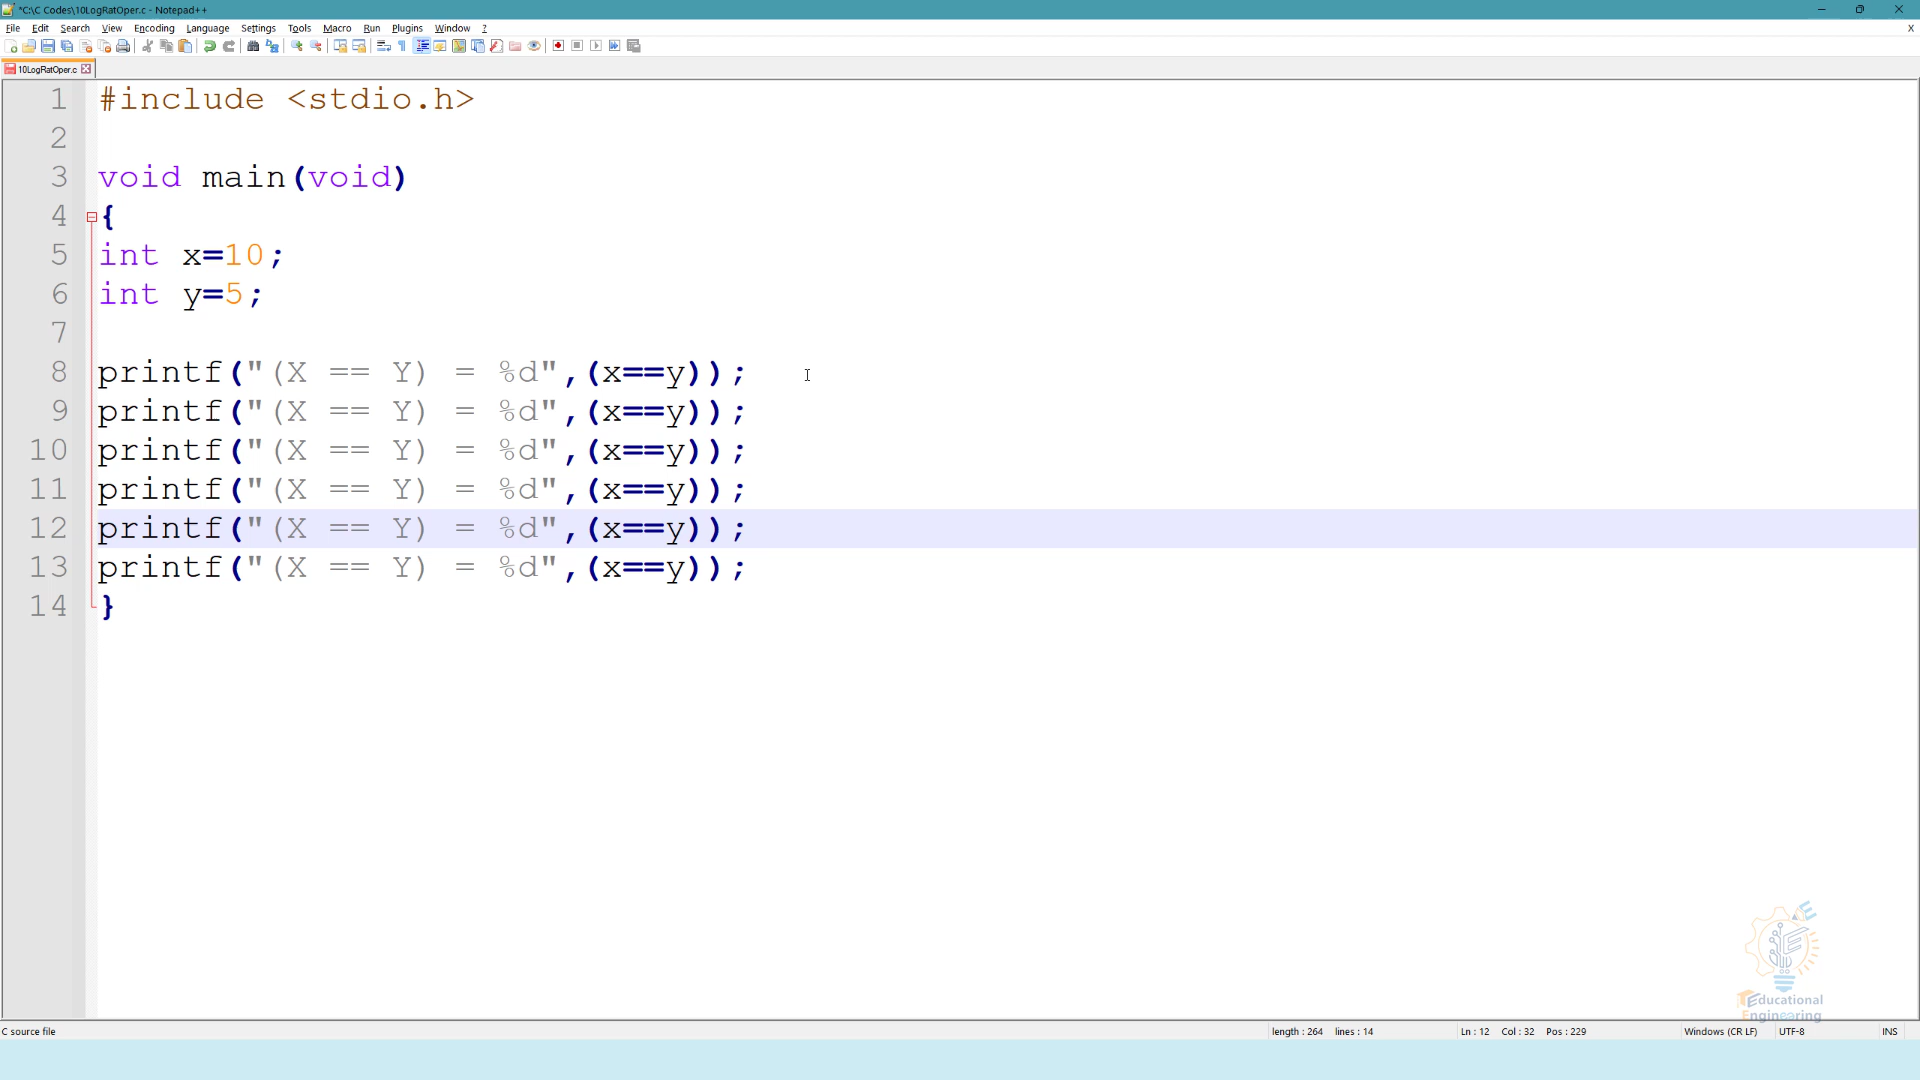 *C:\C Codes\10LogRatOper.c - Notepad++
File Edit Search View Encoding Language Settings Tools Macro Run Plugins Window ? X
10LogRatOper.c
1 #include <stdio.h>
2
3 void main(void)
4 {
5 int x=10;
6 int y=5;
7
8 printf("(X == Y) = %d",(x==y));
9 printf("(X == Y) = %d",(x==y));
10 printf("(X == Y) = %d",(x==y));
11 printf("(X == Y) = %d",(x==y));
12 printf("(X == Y) = %d",(x==y));
13 printf("(X == Y) = %d",(x==y));
14 }
Educational
Engineering
C source file length : 264 lines : 14 Ln : 12 Col : 32 Pos : 229 Windows (CR LF) UTF-8 INS